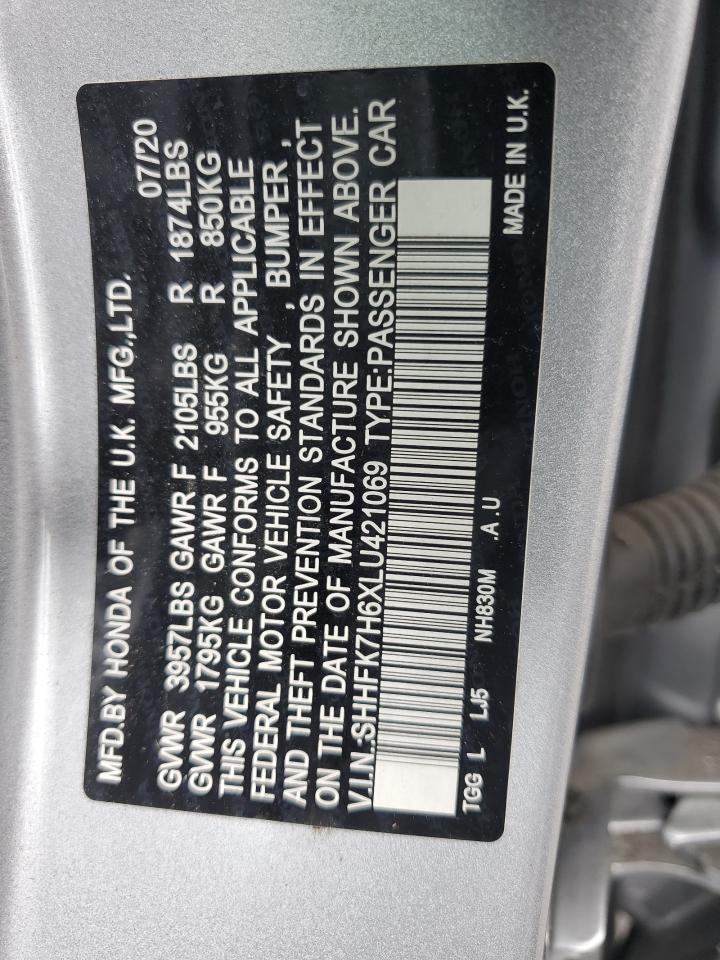 MFD.BY HONDA OF THE U.K. MFG.,LTD.
07/20
GVWR 3957LBS GAWR F 2105LBS R 1874LBS
GVWR 1795KG GAWR F 955KG R 850KG
THIS VEHICLE CONFORMS TO ALL APPLICABLE
FEDERAL MOTOR VEHICLE SAFETY , BUMPER ,
AND THEFT PREVENTION STANDARDS IN EFFECT
ON THE DATE OF MANUFACTURE SHOWN ABOVE.
V.I.N.:SHHFK7H6XLU421069 TYPE:PASSENGER CAR
TGG L LJ5 NH830M .A.U MADE IN U.K.